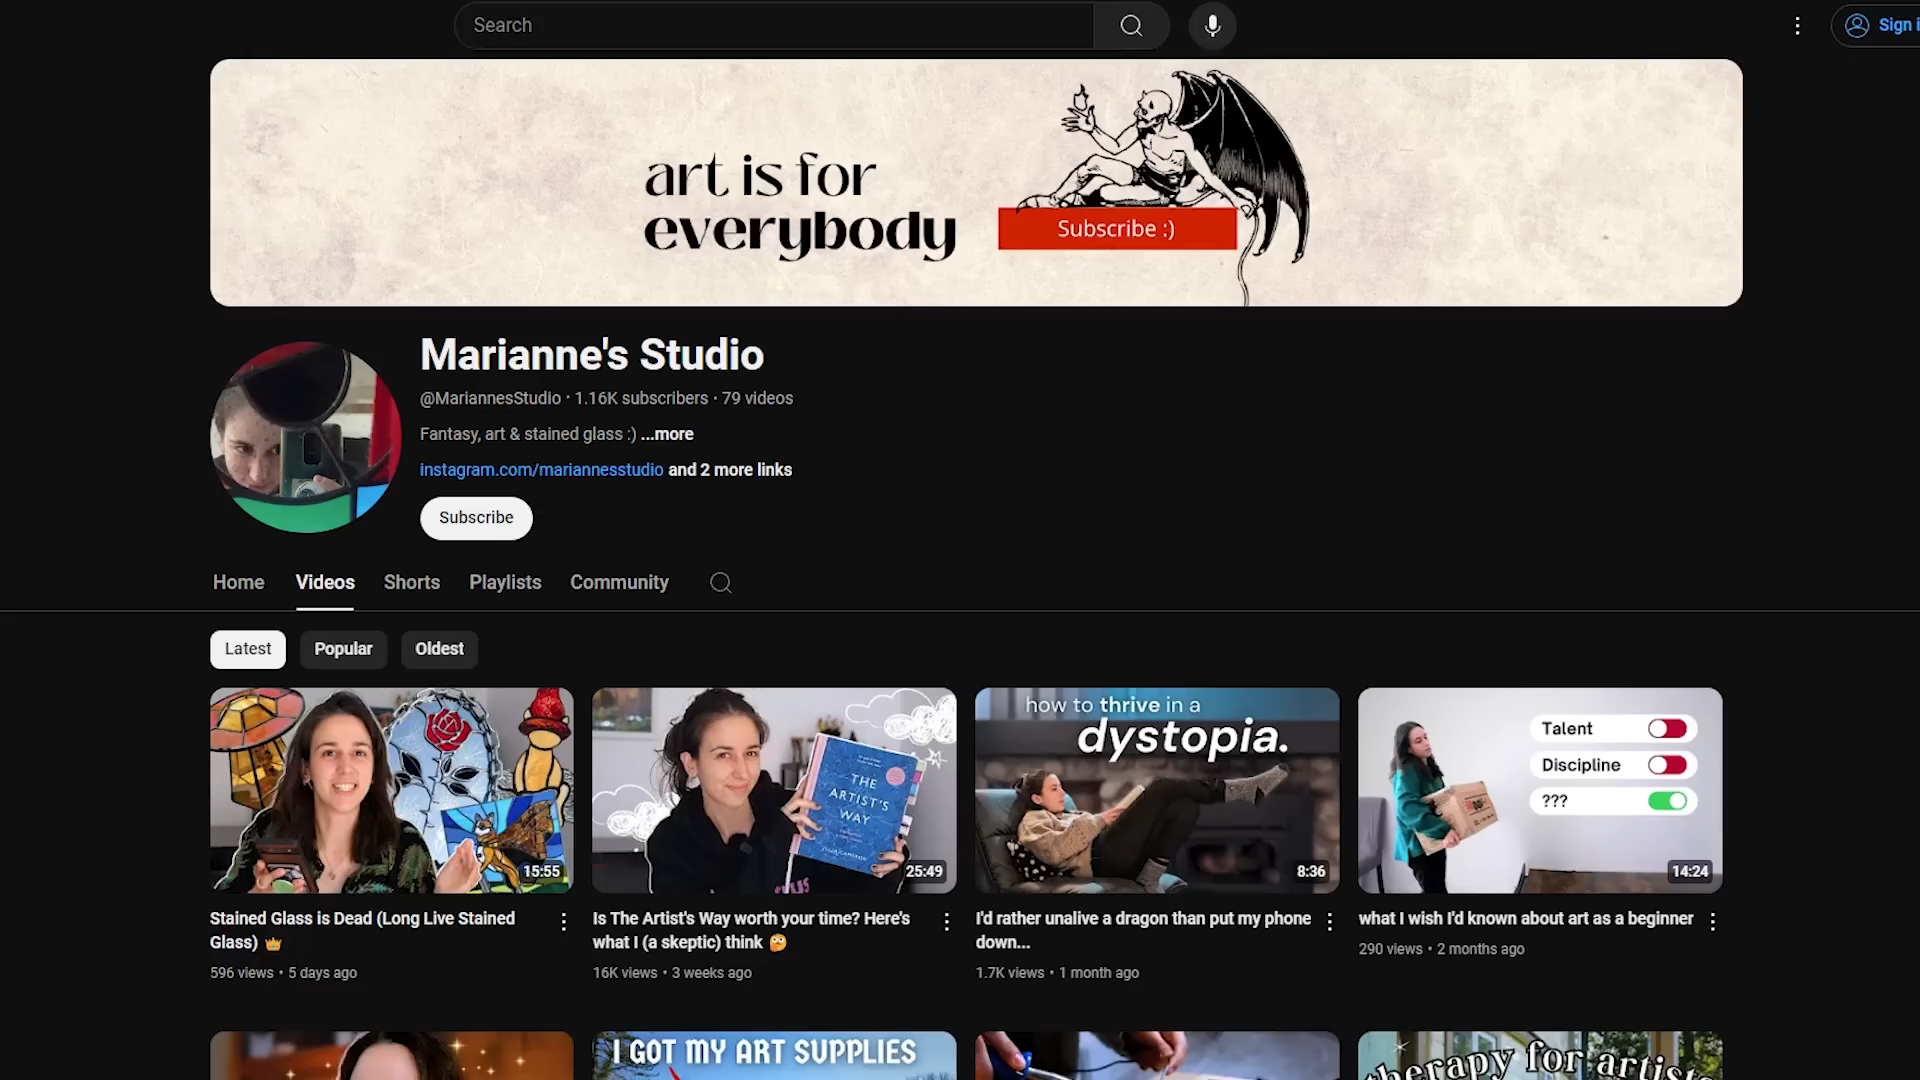 Search
Sign i
art is for
everybody
Subscribe :)
Marianne's Studio
@MariannesStudio • 1.16K subscribers • 79 videos
Fantasy, art & stained glass :) ...more
instagram.com/mariannesstudio and 2 more links
Subscribe
Home Videos Shorts Playlists Community
Latest Popular Oldest
15:55
THE
ARTIST'S
WAY
JULIA CAMERON
25:49
how to thrive in a
dystopia.
8:36
Talent
Discipline
???
14:24
Stained Glass is Dead (Long Live Stained
Glass) 👑
596 views • 5 days ago
Is The Artist's Way worth your time? Here's
what I (a skeptic) think 🫣
16K views • 3 weeks ago
I'd rather unalive a dragon than put my phone
down...
1.7K views • 1 month ago
what I wish I'd known about art as a beginner
290 views • 2 months ago
I GOT MY ART SUPPLIES
therapy for artists